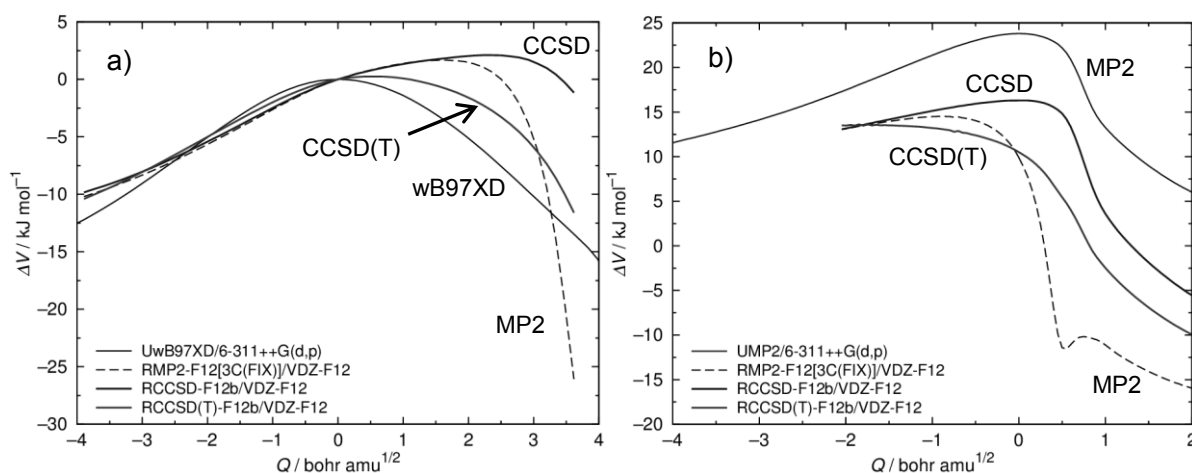 a)
CCSD
CCSD(T)
wB97XD
MP2
UwB97XD/6-311++G(d,p)
RMP2-F12[3C(FIX)]/VDZ-F12
RCCSD-F12b/VDZ-F12
RCCSD(T)-F12b/VDZ-F12
5
0
−5
−10
−15
−20
−25
−30
ΔV / kJ mol−1
−4 −3 −2 −1 0 1 2 3 4
Q / bohr amu1/2
b)
MP2
CCSD
CCSD(T)
MP2
UMP2/6-311++G(d,p)
RMP2-F12[3C(FIX)]/VDZ-F12
RCCSD-F12b/VDZ-F12
RCCSD(T)-F12b/VDZ-F12
25
20
15
10
5
0
−5
−10
−15
−20
ΔV / kJ mol−1
−4 −3 −2 −1 0 1 2
Q / bohr amu1/2